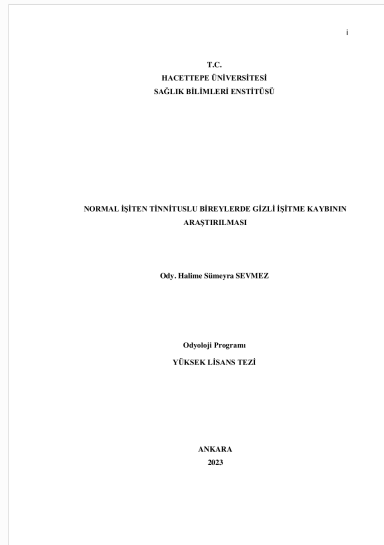 i
T.C.
HACETTEPE ÜNİVERSİTESİ
SAĞLIK BİLİMLERİ ENSTİTÜSÜ
NORMAL İŞİTEN TİNNİTUSLU BİREYLERDE GİZLİ İŞİTME KAYBININ
ARAŞTIRILMASI
Ody. Halime Sümeyra SEVMEZ
Odyoloji Programı
YÜKSEK LİSANS TEZİ
ANKARA
2023